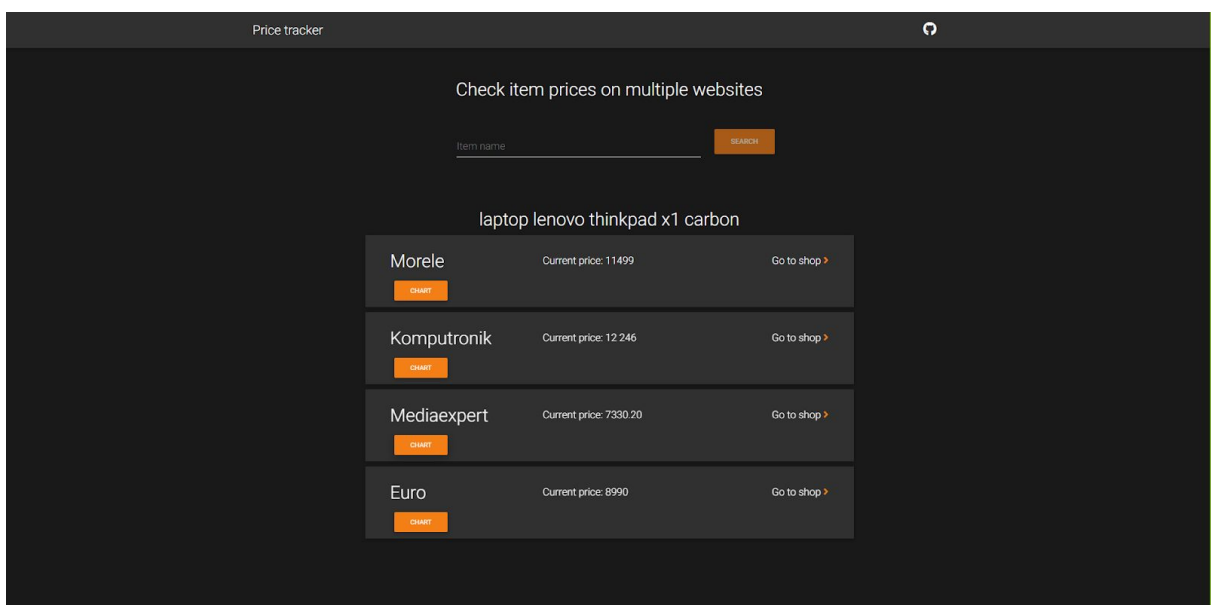 Price tracker
Check item prices on multiple websites
Item name
SEARCH
laptop lenovo thinkpad x1 carbon
Morele
Current price: 11499
Go to shop
CHART
Komputronik
Current price: 12 246
Go to shop
CHART
Mediaexpert
Current price: 7330.20
Go to shop
CHART
Euro
Current price: 8990
Go to shop
CHART